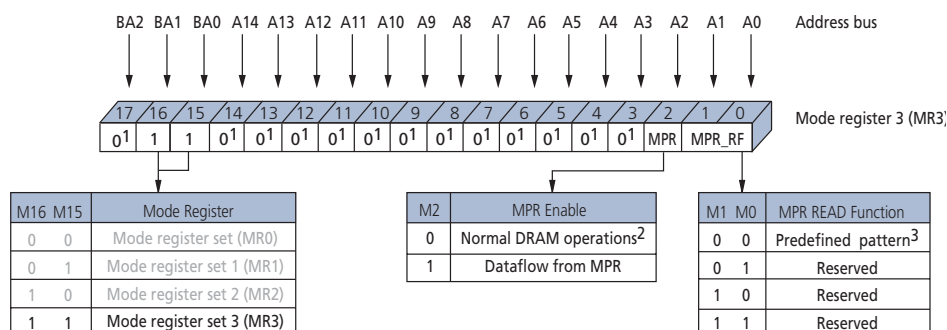 BA2 BA1 BA0 A14 A13 A12 A11 A10 A9 A8 A7 A6 A5 A4 A3 A2 A1 A0 Address bus
17 16 15 14 13 12 11 10 9 8 7 6 5 4 3 2 1 0 Mode register 3 (MR3)
0¹ 1 1 0¹ 0¹ 0¹ 0¹ 0¹ 0¹ 0¹ 0¹ 0¹ 0¹ 0¹ 0¹ MPR MPR_RF
M16 M15 Mode Register
0 0 Mode register set (MR0)
0 1 Mode register set 1 (MR1)
1 0 Mode register set 2 (MR2)
1 1 Mode register set 3 (MR3)
M2 MPR Enable
0 Normal DRAM operations²
1 Dataflow from MPR
M1 M0 MPR READ Function
0 0 Predefined pattern³
0 1 Reserved
1 0 Reserved
1 1 Reserved